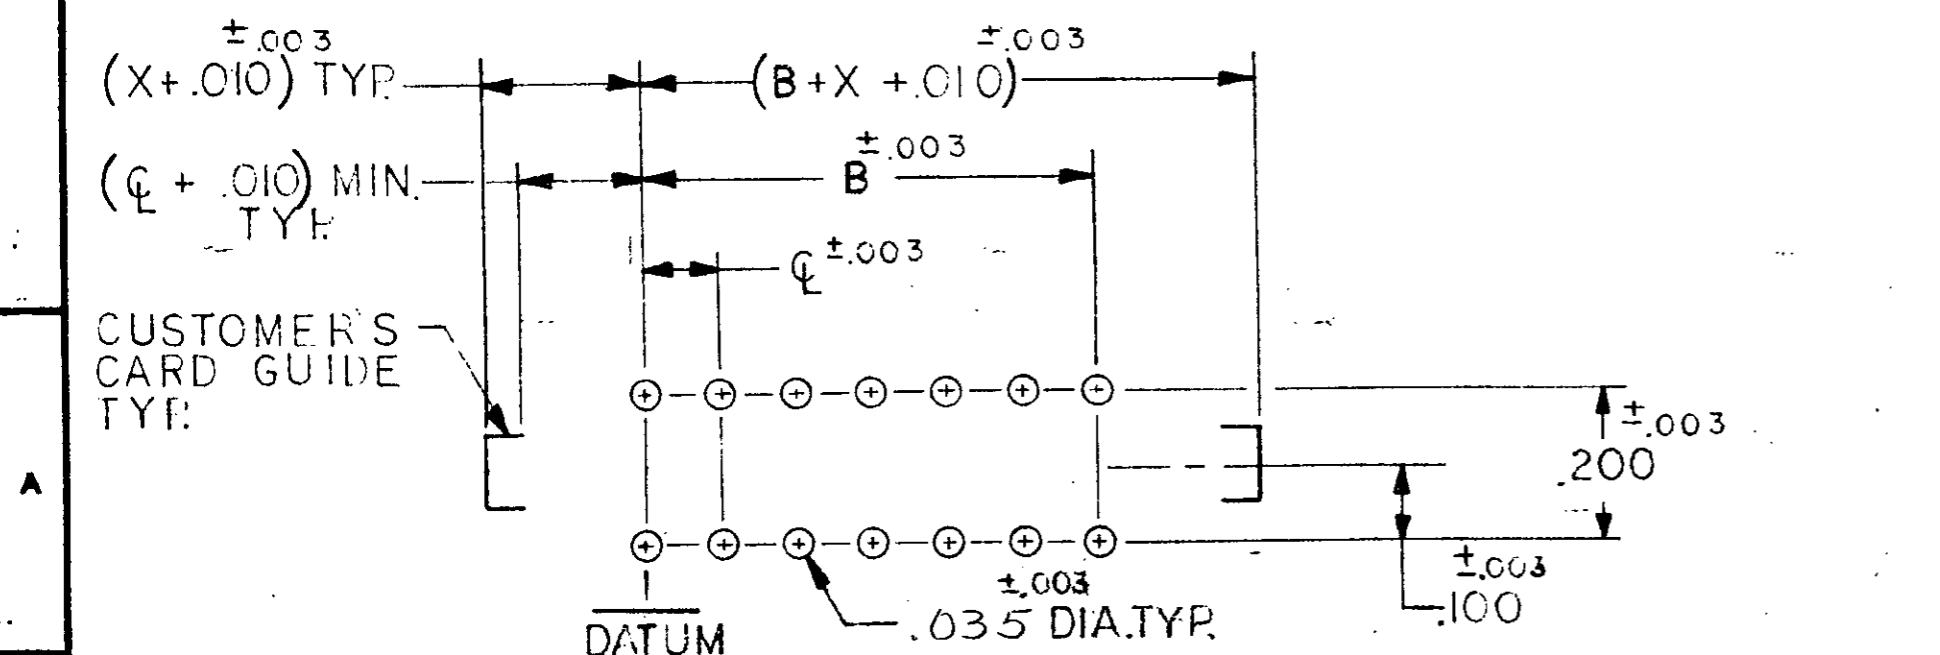 ±.003
(X+.010) TYP.
±.003
(B+X +.010)
(℄ + .010) MIN.
TYP.
±.003
B
℄ ±.003
CUSTOMER'S
CARD GUIDE
TYP.
±.003
.200
A
±.003
.100
±.003
.035 DIA. TYP.
DATUM